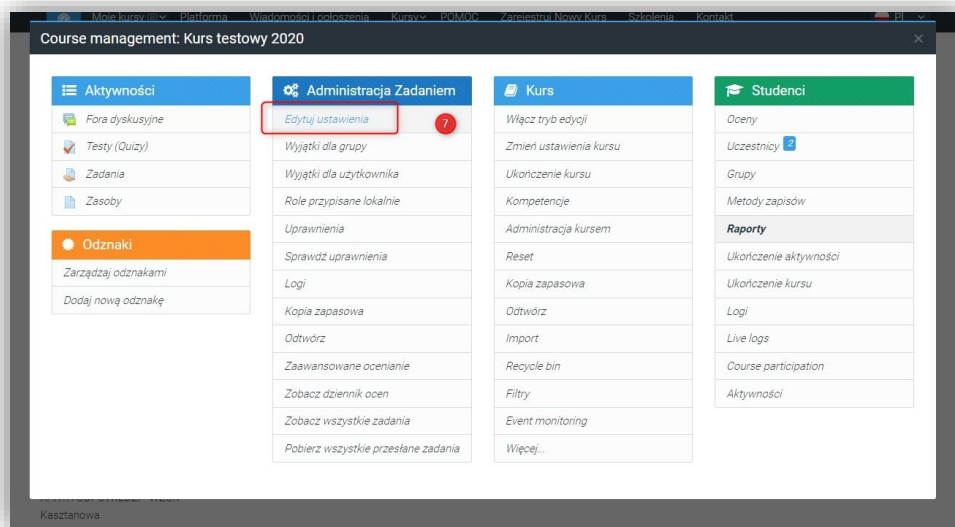 Moje kursy Platforma Wiadomości i ogłoszenia Kursy POMOC Zarejestruj Nowy Kurs Szkolenia Kontakt Pl
Course management: Kurs testowy 2020
Aktywności
Fora dyskusyjne
Testy (Quizy)
Zadania
Zasoby
Odznaki
Zarządzaj odznakami
Dodaj nową odznakę
Administracja Zadaniem
Edytuj ustawienia
7
Wyjątki dla grupy
Wyjątki dla użytkownika
Role przypisane lokalnie
Uprawnienia
Sprawdź uprawnienia
Logi
Kopia zapasowa
Odtwórz
Zaawansowane ocenianie
Zobacz dziennik ocen
Zobacz wszystkie zadania
Pobierz wszystkie przesłane zadania
Kurs
Włącz tryb edycji
Zmień ustawienia kursu
Ukończenie kursu
Kompetencje
Administracja kursem
Reset
Kopia zapasowa
Odtwórz
Import
Recycle bin
Filtry
Event monitoring
Więcej...
Studenci
Oceny
Uczestnicy 2
Grupy
Metody zapisów
Raporty
Ukończenie aktywności
Ukończenie kursu
Logi
Live logs
Course participation
Aktywności
Kasztanowa